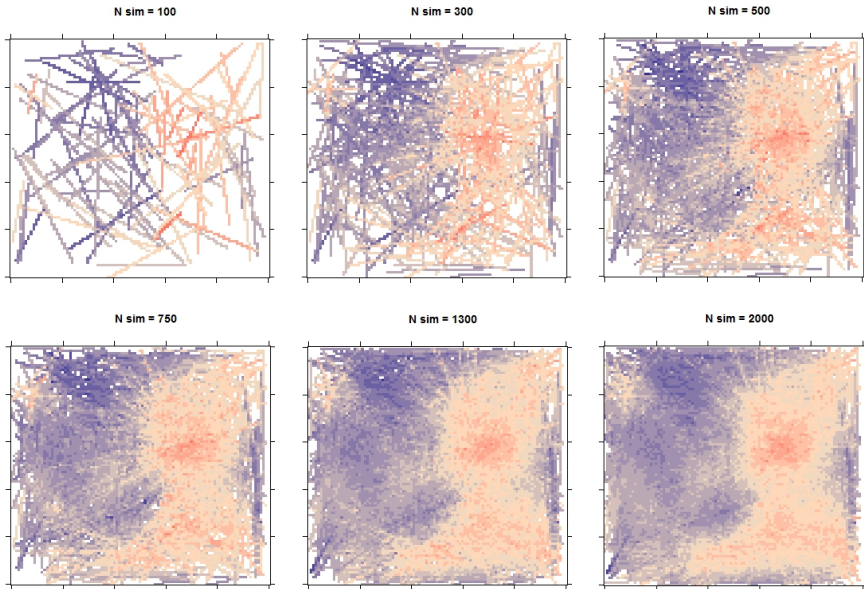 N sim = 100
N sim = 300
N sim = 500
N sim = 750
N sim = 1300
N sim = 2000